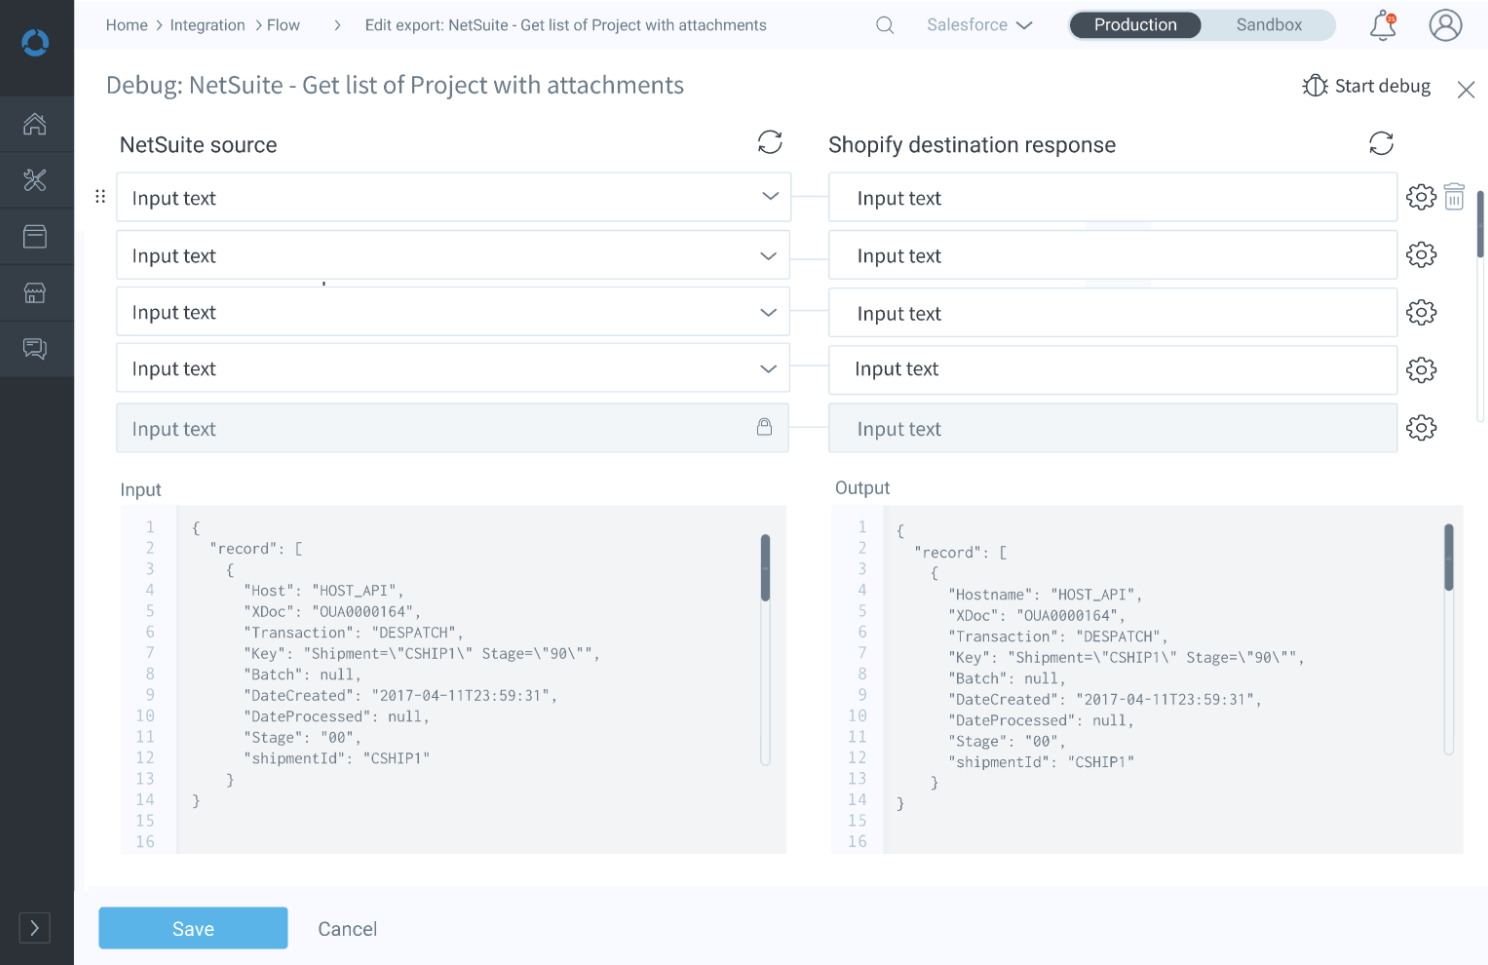 Home > Integration > Flow > Edit export: NetSuite - Get list of Project with attachments
Salesforce
Production
Sandbox
Debug: NetSuite - Get list of Project with attachments
Start debug
NetSuite source
Shopify destination response
Input text
Input text
Input text
Input text
Input text
Input text
Input text
Input text
Input text
Input text
Input
Output
1 {
2 "record": [
3 {
4 "Host": "HOST_API",
5 "XDoc": "OUA0000164",
6 "Transaction": "DESPATCH",
7 "Key": "Shipment=\"CSHIP1\" Stage=\"90\"",
8 "Batch": null,
9 "DateCreated": "2017-04-11T23:59:31",
10 "DateProcessed": null,
11 "Stage": "00",
12 "shipmentId": "CSHIP1"
13 }
14 }
15
16
1 {
2 "record": [
3 {
4 "Hostname": "HOST_API",
5 "XDoc": "OUA0000164",
6 "Transaction": "DESPATCH",
7 "Key": "Shipment=\"CSHIP1\" Stage=\"90\"",
8 "Batch": null,
9 "DateCreated": "2017-04-11T23:59:31",
10 "DateProcessed": null,
11 "Stage": "00",
12 "shipmentId": "CSHIP1"
13 }
14 }
15
16
Save
Cancel